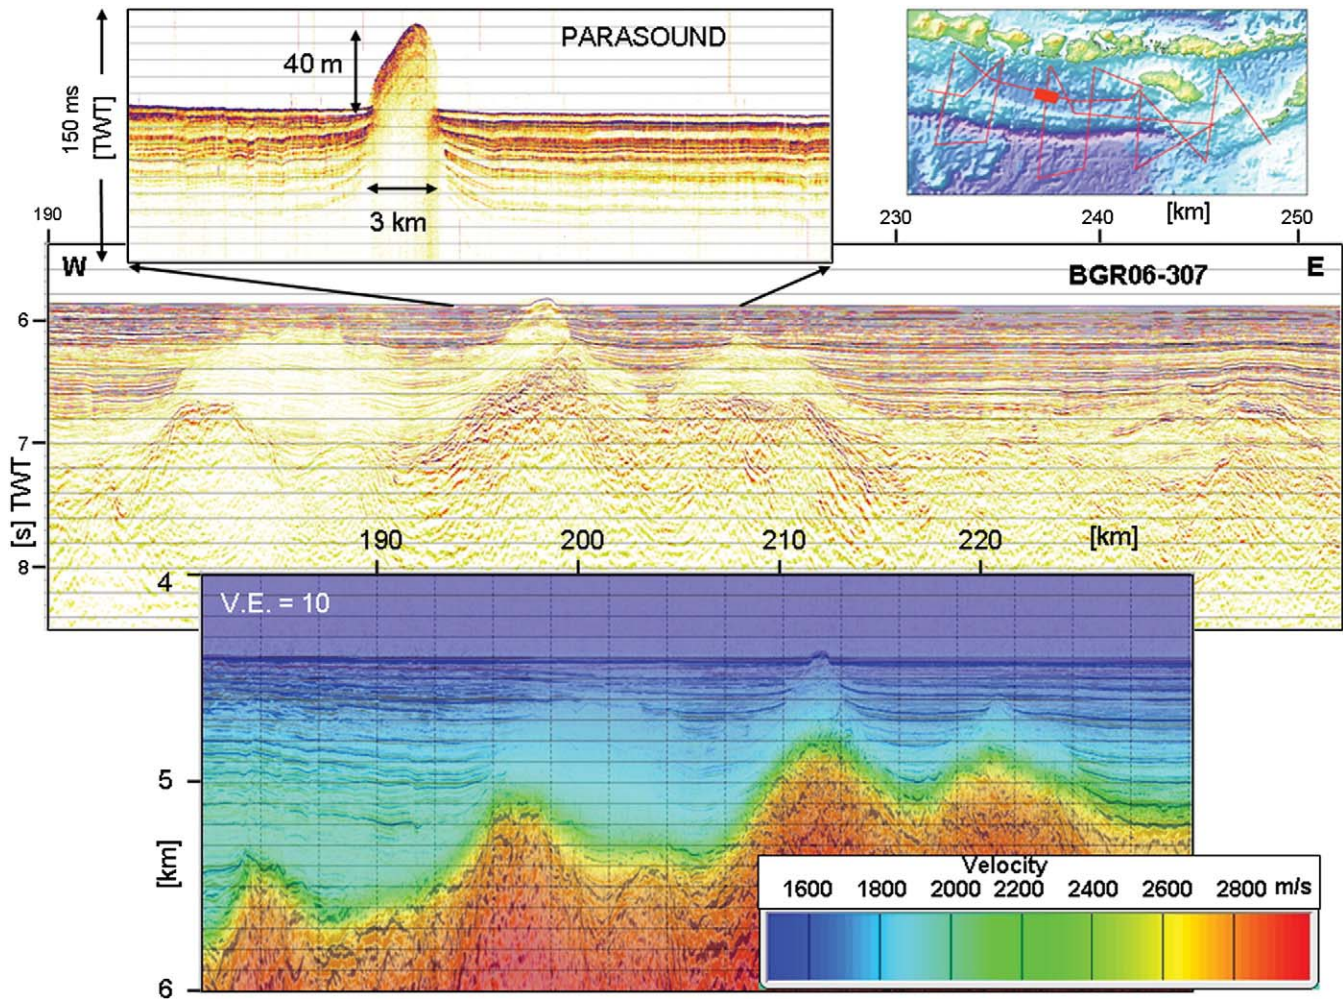 PARASOUND
40 m
150 ms
[TWT]
3 km
190
230
240
[km]
250
W
BGR06-307
E
6
7
8
[s] TWT
190
200
210
220
[km]
4
5
6
[km]
V.E. = 10
Velocity
1600 1800 2000 2200 2400 2600 2800 m/s